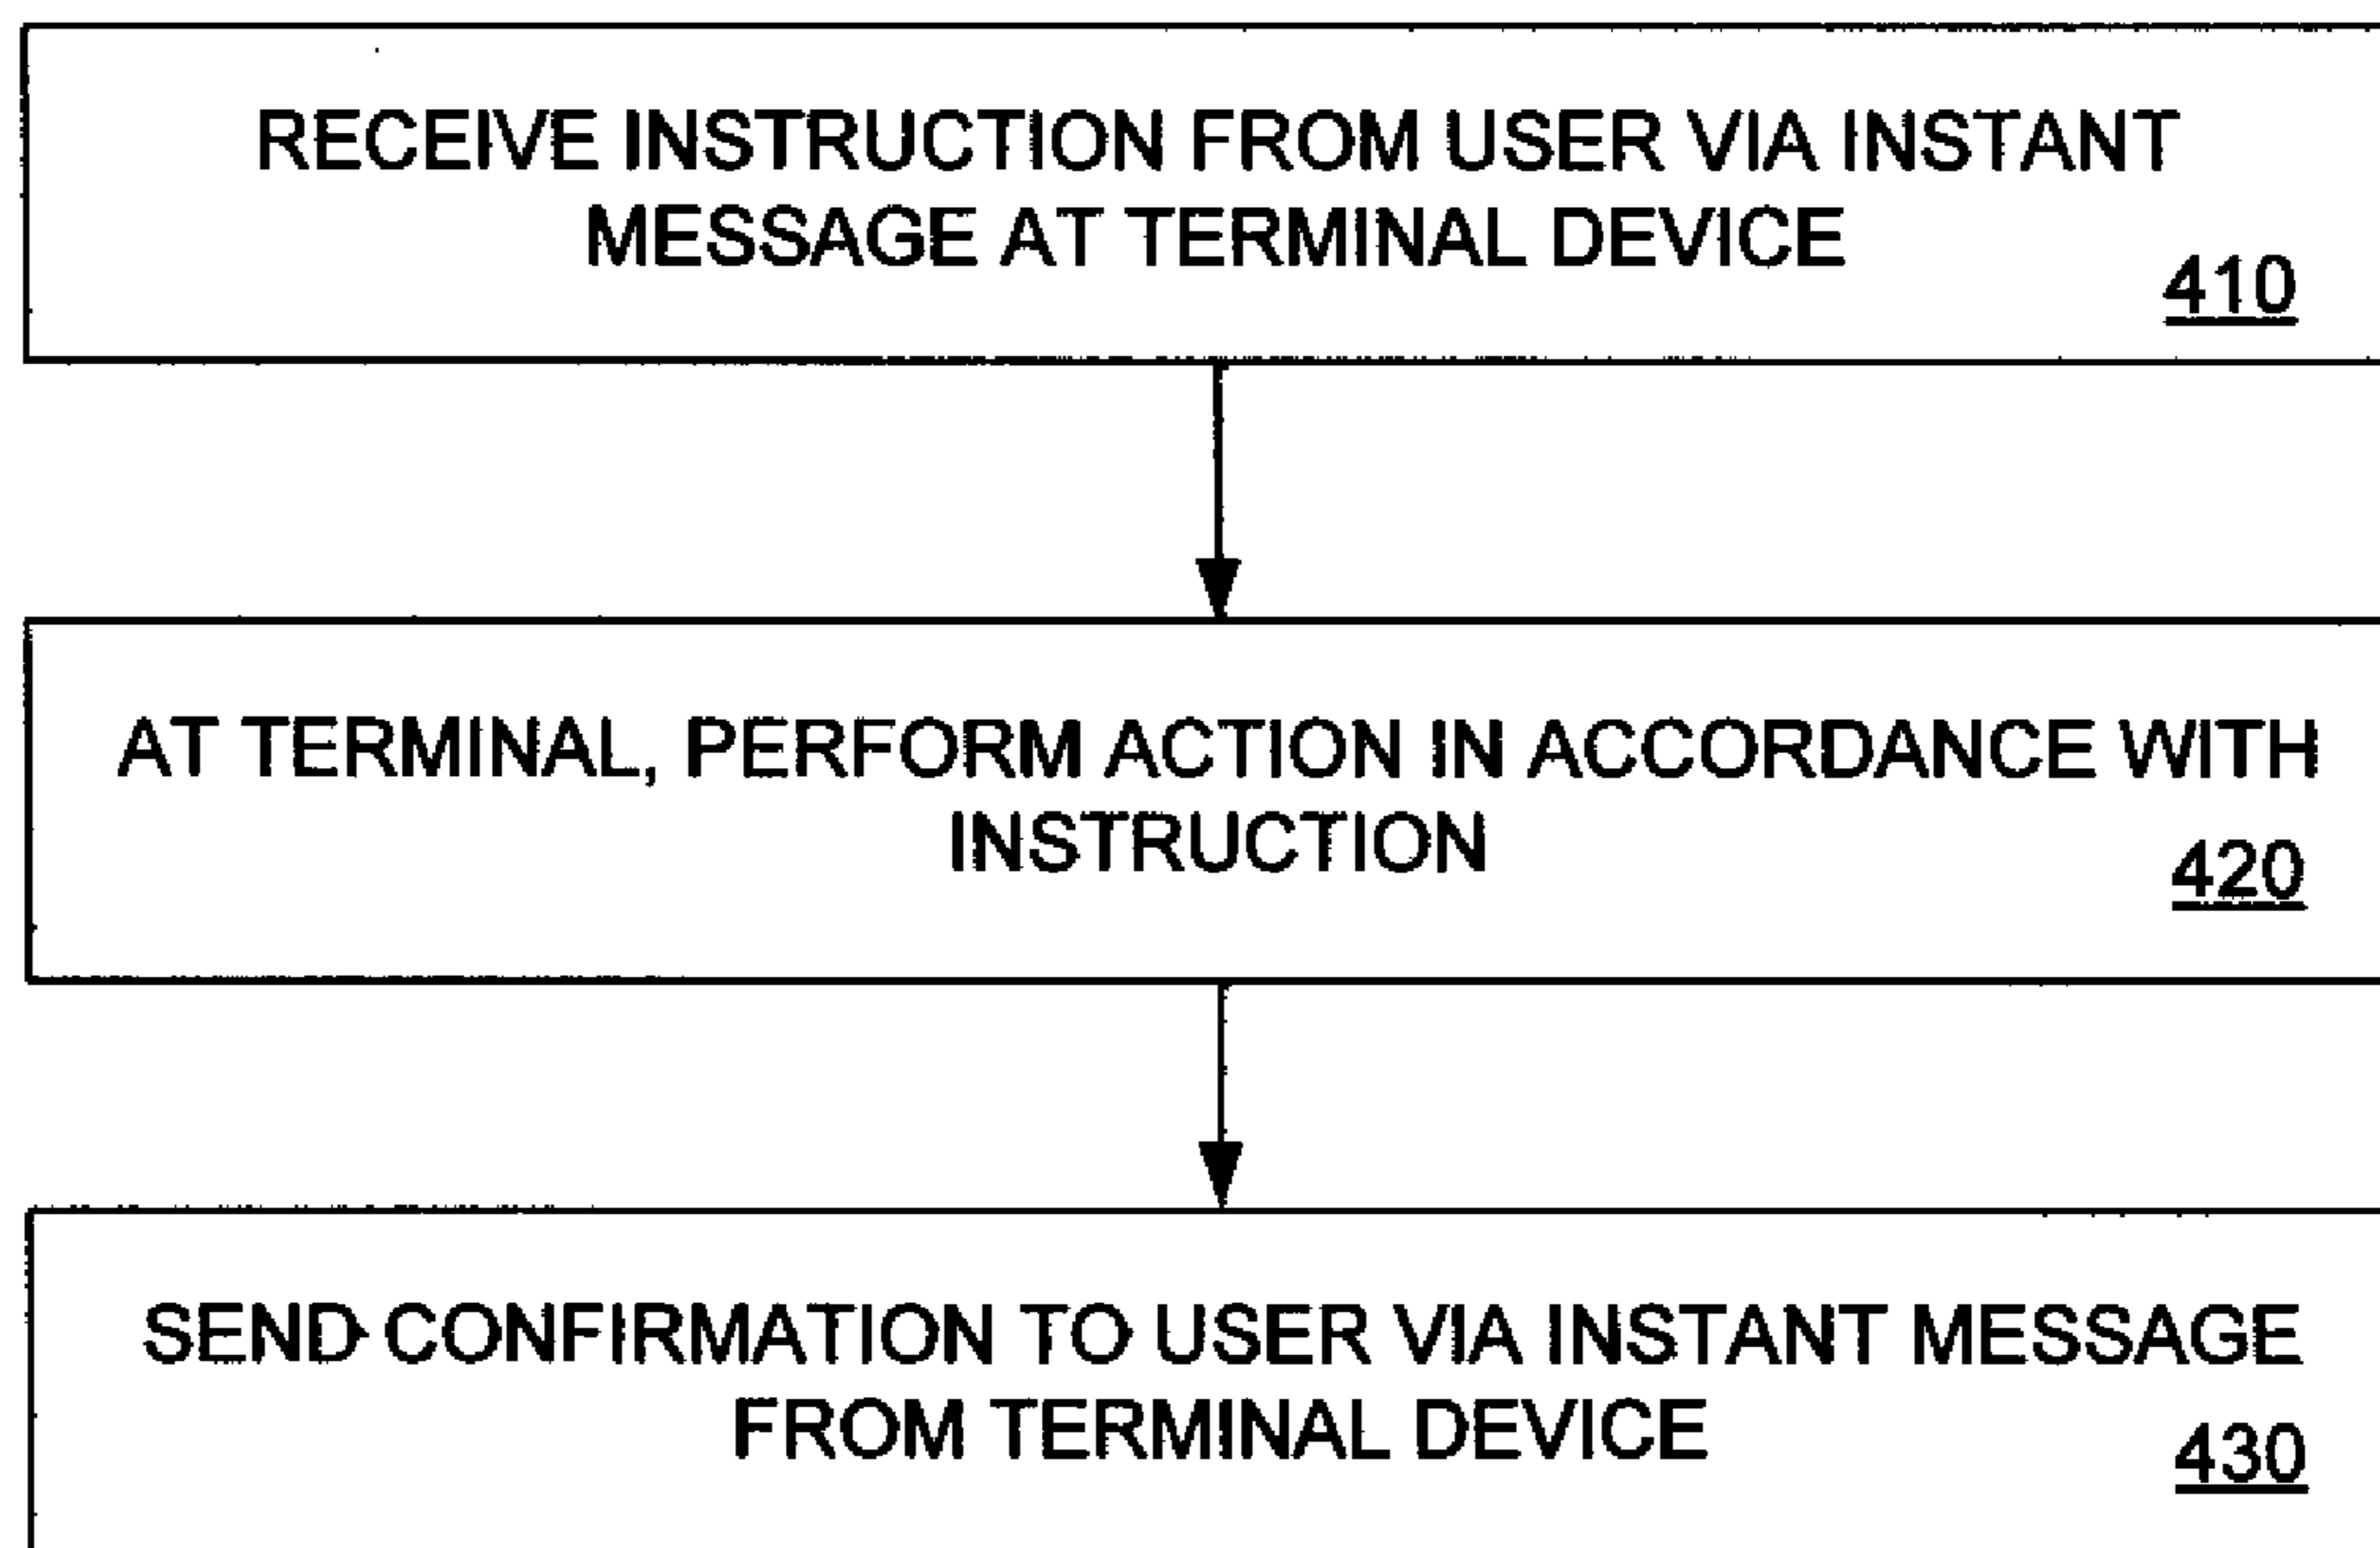 RECEIVE INSTRUCTION FROM USER VIA INSTANT
MESSAGE AT TERMINAL DEVICE
410
AT TERMINAL, PERFORM ACTION IN ACCORDANCE WITH
INSTRUCTION
420
SEND CONFIRMATION TO USER VIA INSTANT MESSAGE
FROM TERMINAL DEVICE
430